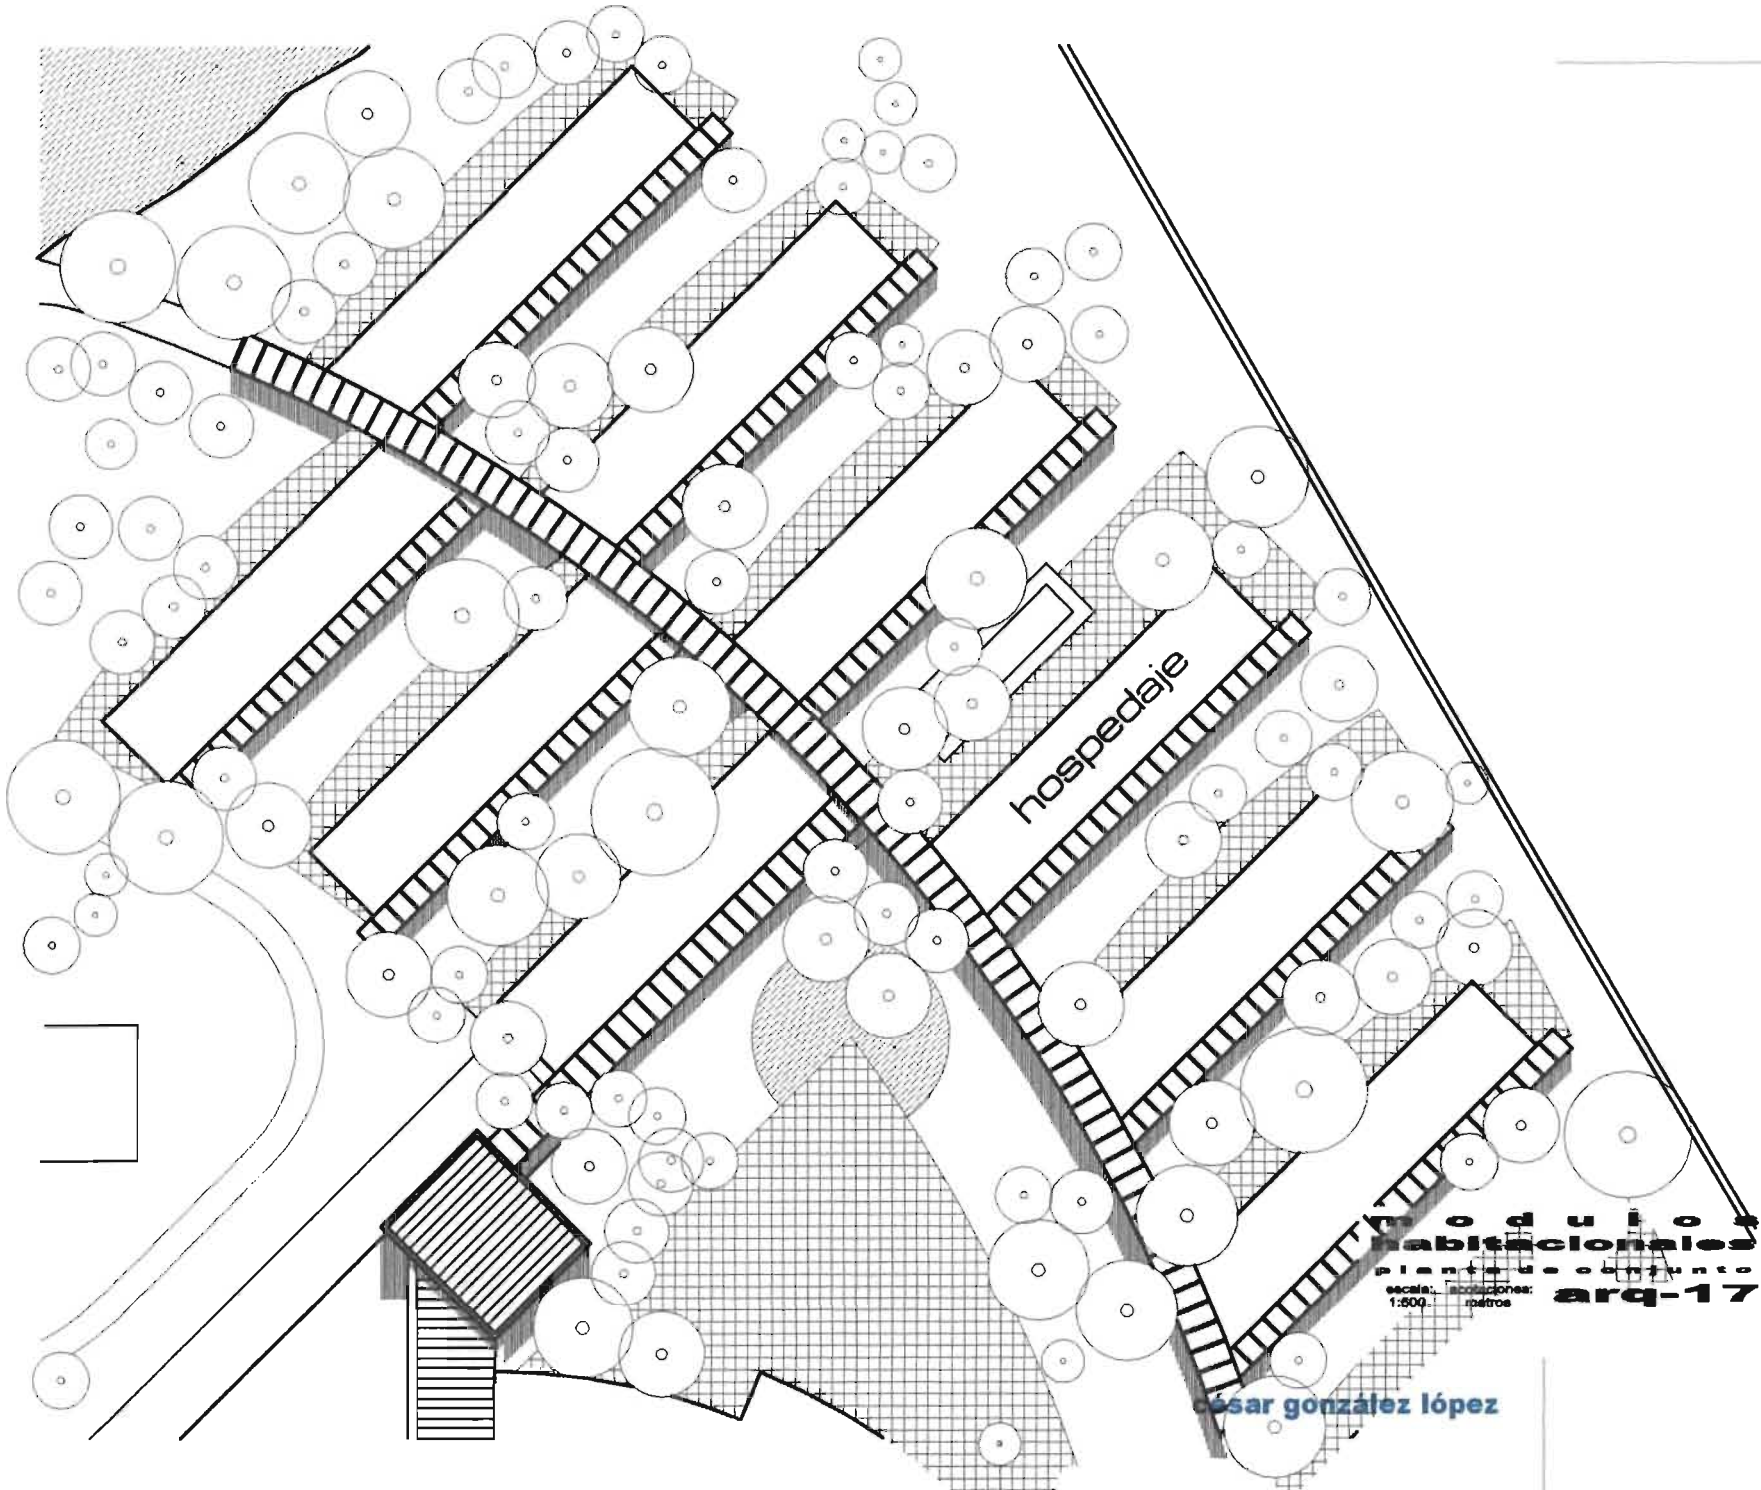 hospedaje
modulos
habitacionales
planta de conjunto
escala: acotaciones:
1:500 metros
arq-17
césar gonzález lópez